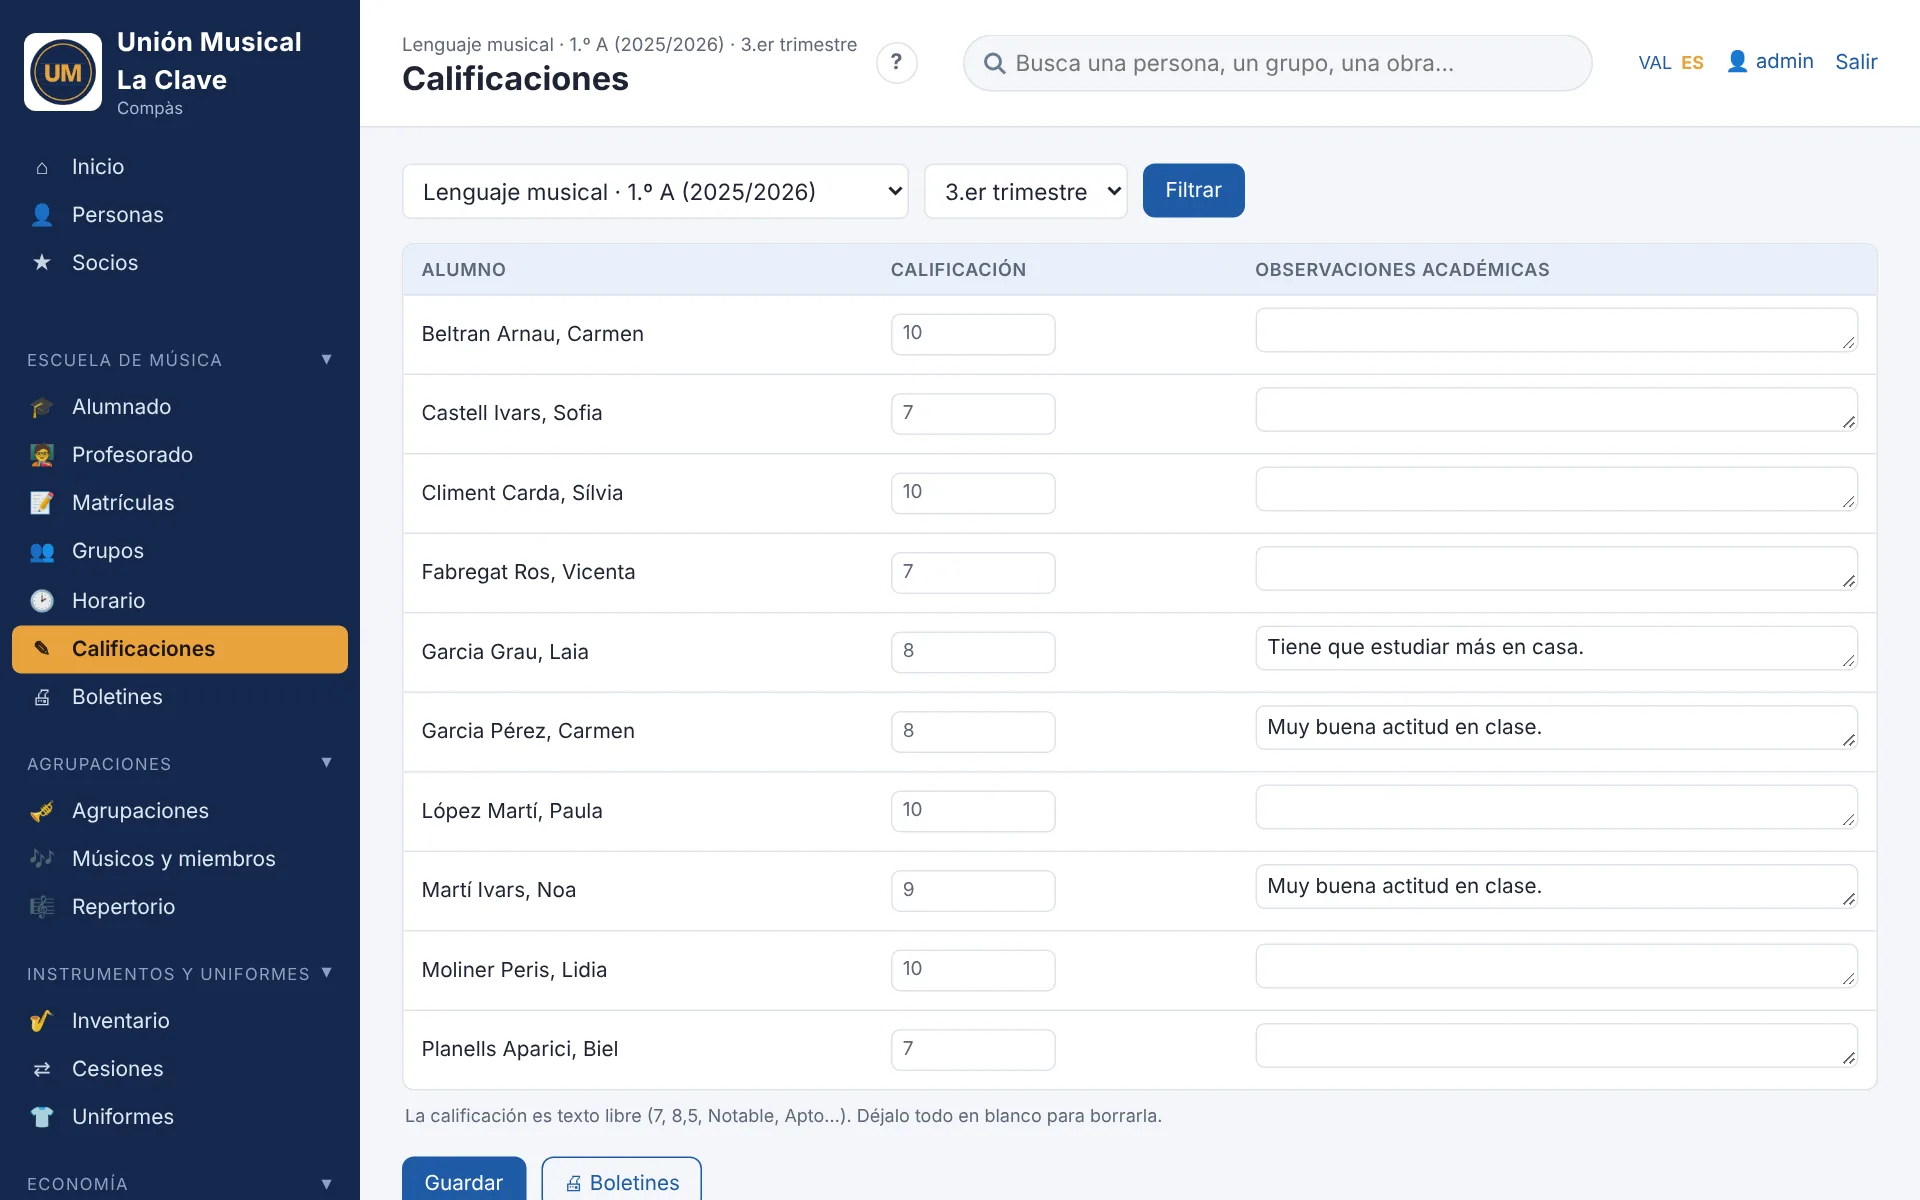 UM
Unión Musical
La Clave
Compàs
Inicio
Personas
Socios
ESCUELA DE MÚSICA ▼
Alumnado
Profesorado
Matrículas
Grupos
Horario
Calificaciones
Boletines
AGRUPACIONES ▼
Agrupaciones
Músicos y miembros
Repertorio
INSTRUMENTOS Y UNIFORMES ▼
Inventario
Cesiones
Uniformes
ECONOMÍA ▼
Lenguaje musical · 1.º A (2025/2026) · 3.er trimestre
Calificaciones
?
Busca una persona, un grupo, una obra...
VAL ES admin Salir
Lenguaje musical · 1.º A (2025/2026) 3.er trimestre Filtrar
ALUMNO CALIFICACIÓN OBSERVACIONES ACADÉMICAS
Beltran Arnau, Carmen 10
Castell Ivars, Sofia 7
Climent Carda, Sílvia 10
Fabregat Ros, Vicenta 7
Garcia Grau, Laia 8 Tiene que estudiar más en casa.
Garcia Pérez, Carmen 8 Muy buena actitud en clase.
López Martí, Paula 10
Martí Ivars, Noa 9 Muy buena actitud en clase.
Moliner Peris, Lidia 10
Planells Aparici, Biel 7
La calificación es texto libre (7, 8,5, Notable, Apto...). Déjalo todo en blanco para borrarla.
Guardar Boletines